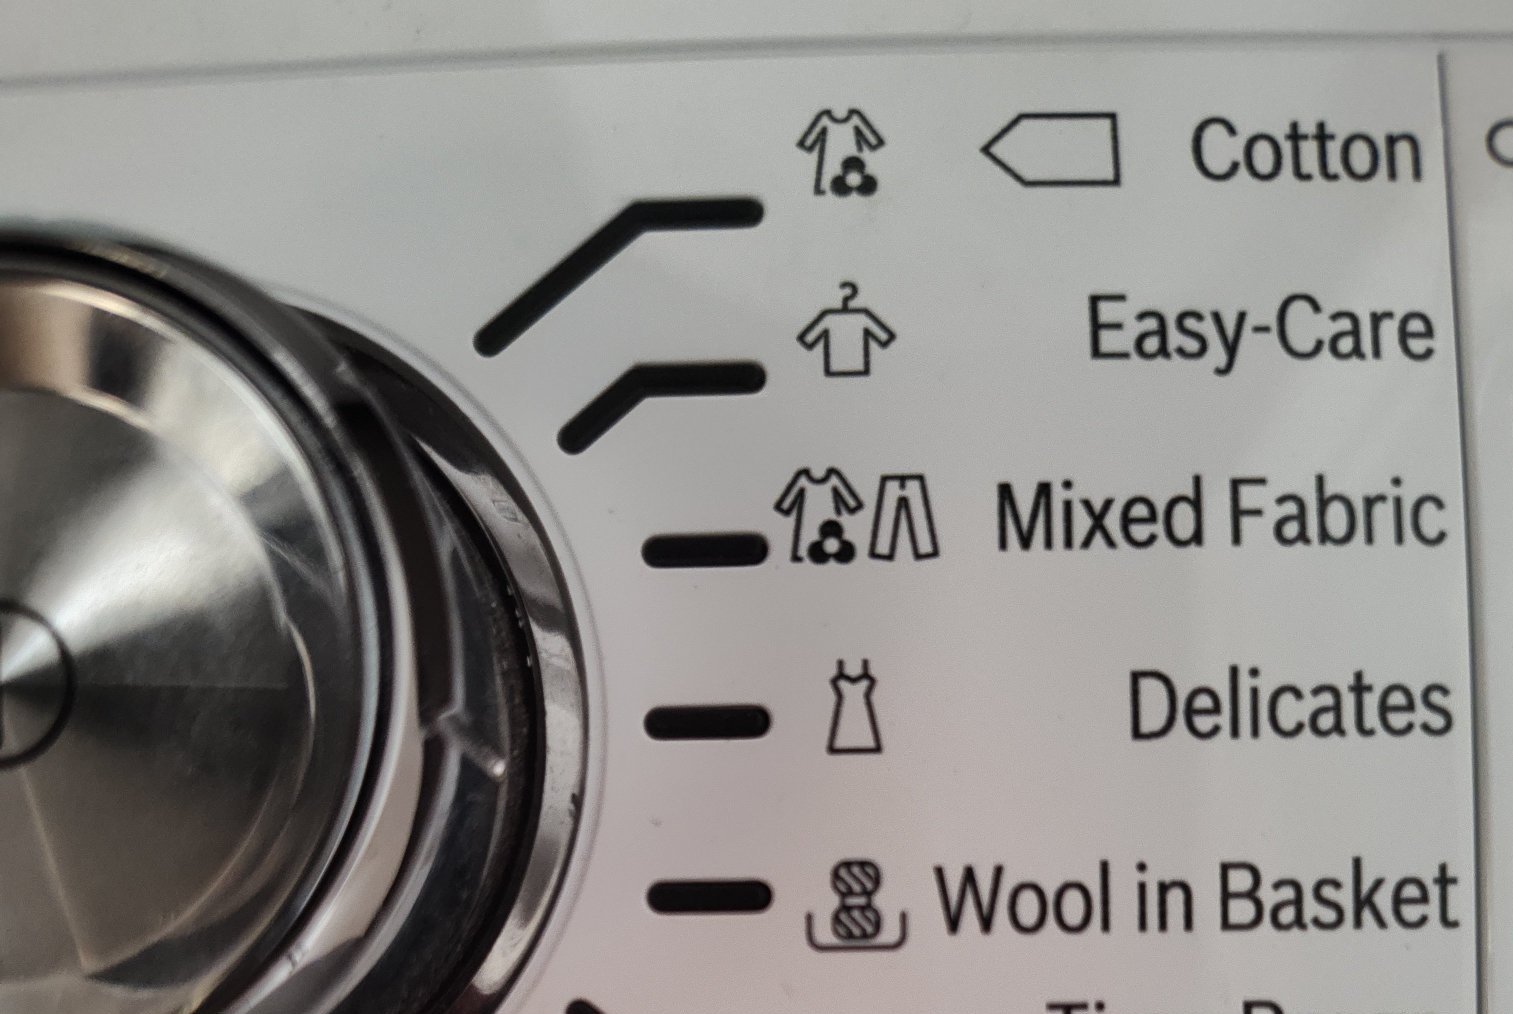 Cotton
Easy-Care
Mixed Fabric
Delicates
Wool in Basket